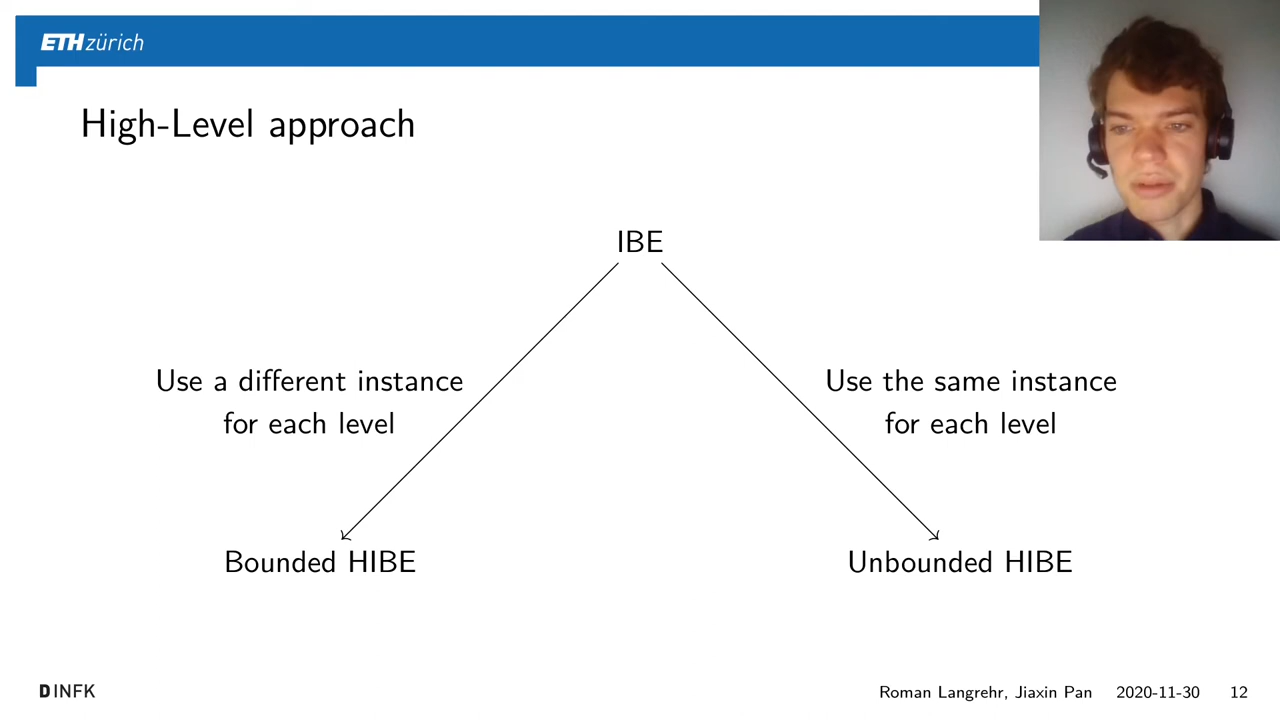 ETH zürich
High-Level approach
IBE
Use a different instance
for each level
Use the same instance
for each level
Bounded HIBE
Unbounded HIBE
D INFK
Roman Langrehr, Jiaxin Pan 2020-11-30 12